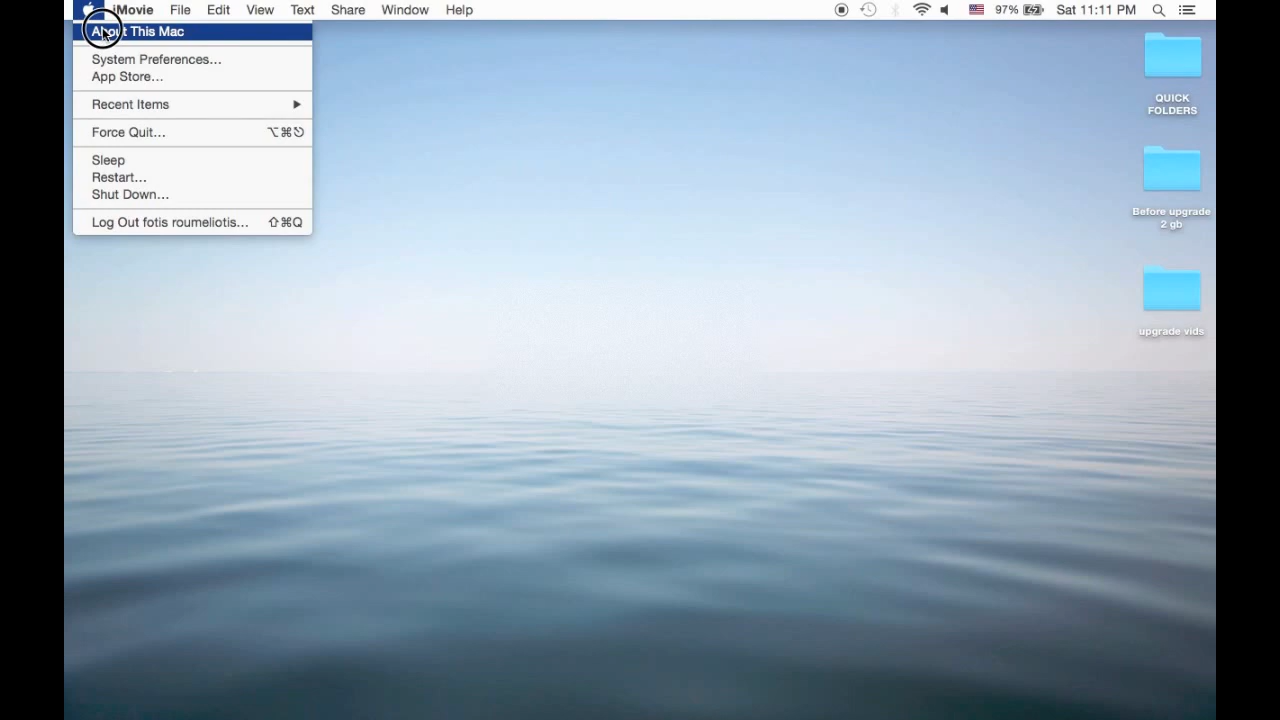 iMovie File Edit View Text Share Window Help 97% Sat 11:11 PM
About This Mac
System Preferences...
App Store...
Recent Items
Force Quit... ⌥⌘⎋
Sleep
Restart...
Shut Down...
Log Out fotis roumeliotis... ⇧⌘Q
QUICK
FOLDERS
Before upgrade
2 gb
upgrade vids